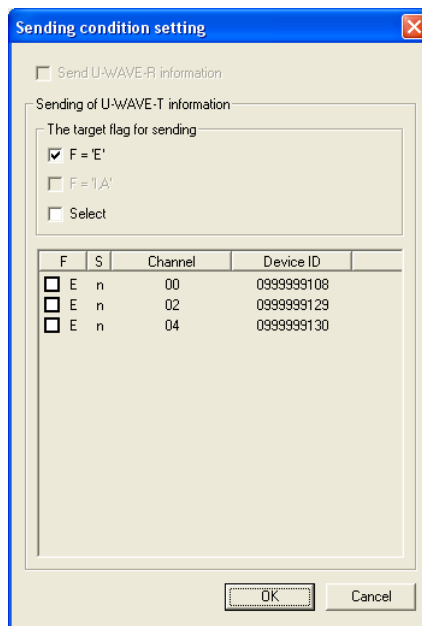 Sending condition setting
Send U-WAVE-R information
Sending of U-WAVE-T information
The target flag for sending
F = 'E'
F = 'I,A'
Select
F S Channel Device ID
E n 00 0999999108
E n 02 0999999129
E n 04 0999999130
OK Cancel